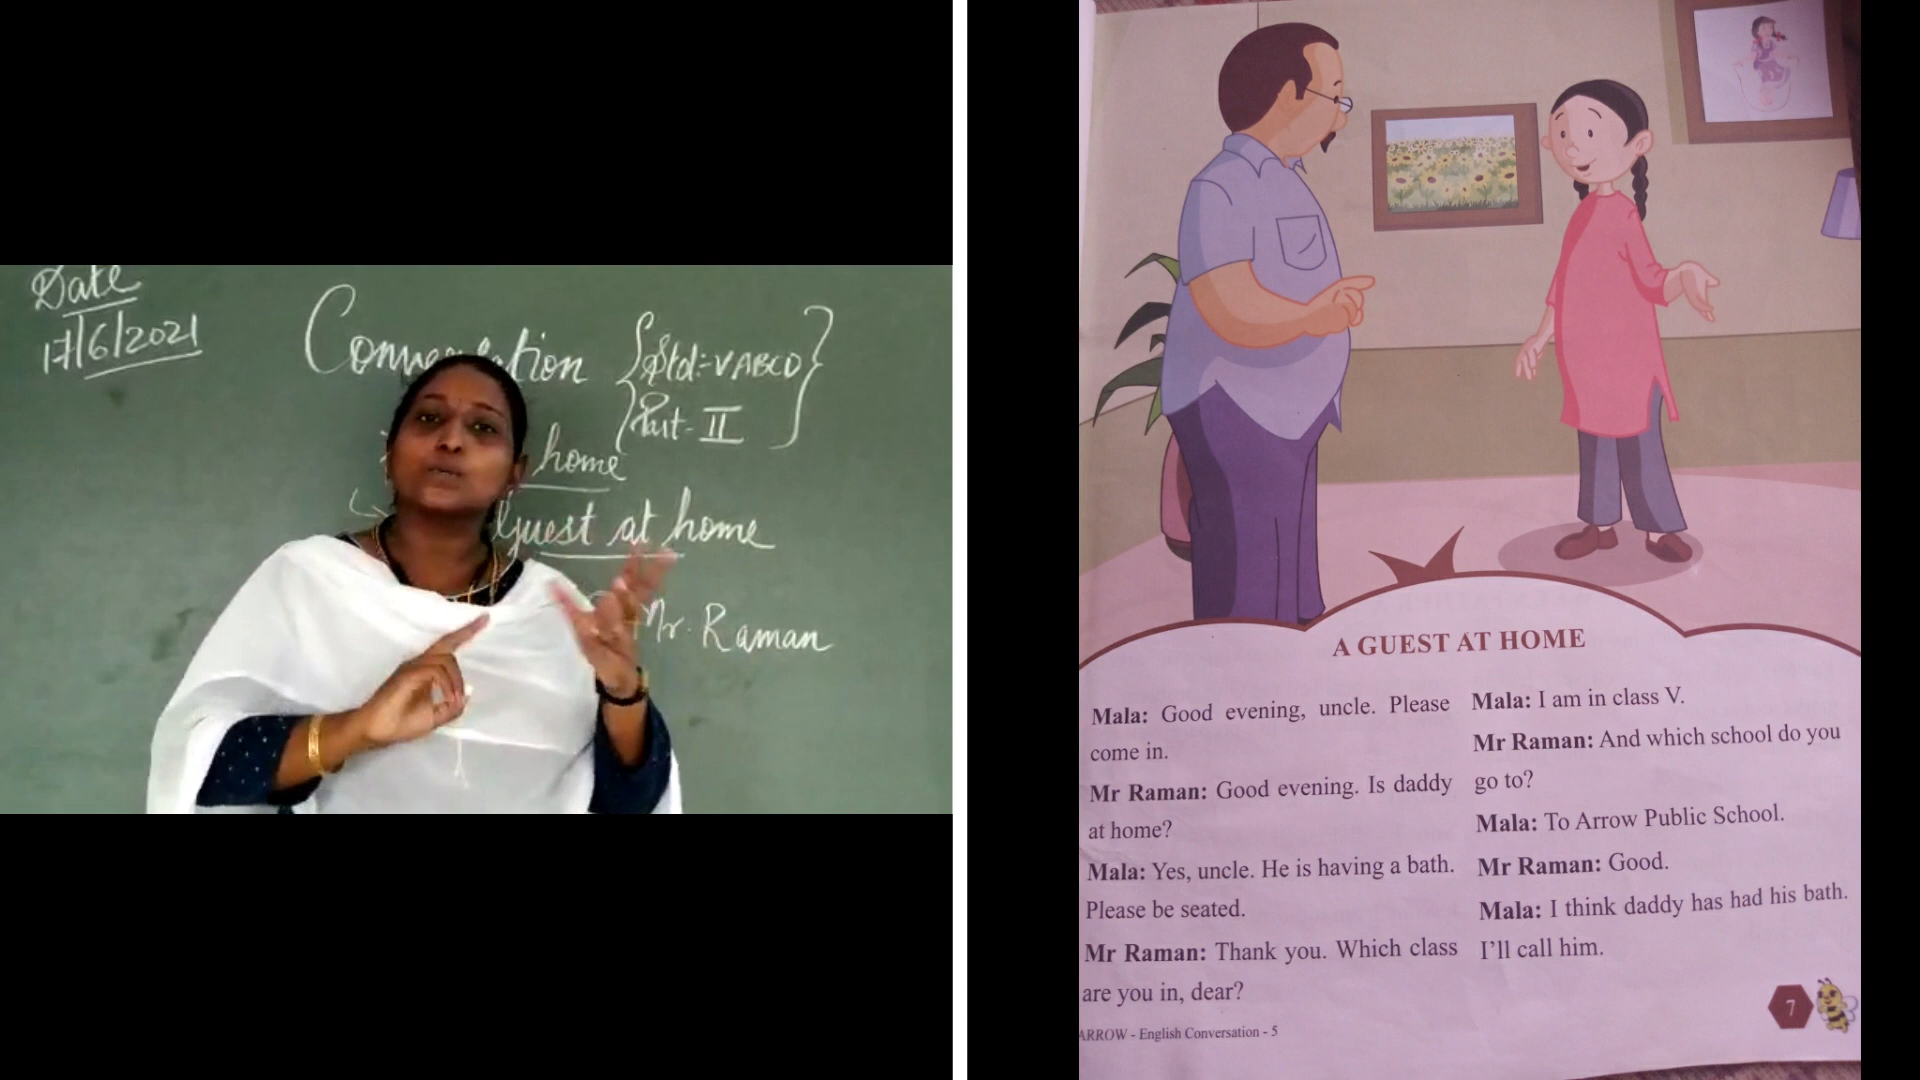 Date
17/6/2021
Std:- V ABCD
Part - II
home
Guest at home
Mr. Raman
A GUEST AT HOME
Mala: Good evening, uncle. Please
come in.
Mr Raman: Good evening. Is daddy
at home?
Mala: Yes, uncle. He is having a bath.
Please be seated.
Mr Raman: Thank you. Which class
are you in, dear?
Mala: I am in class V.
Mr Raman: And which school do you
go to?
Mala: To Arrow Public School.
Mr Raman: Good.
Mala: I think daddy has had his bath.
I'll call him.
ARROW - English Conversation - 5
7